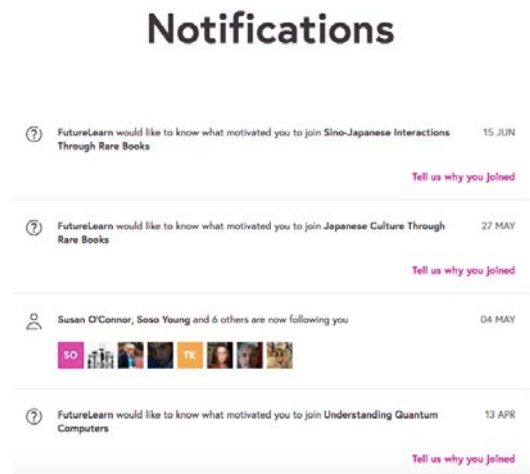 Notifications
FutureLearn would like to know what motivated you to join Sino-Japanese Interactions 15 JUN
Through Rare Books
Tell us why you joined
FutureLearn would like to know what motivated you to join Japanese Culture Through 27 MAY
Rare Books
Tell us why you joined
Susan O'Connor, Soso Young and 6 others are now following you 04 MAY
SO TK
FutureLearn would like to know what motivated you to join Understanding Quantum 13 APR
Computers
Tell us why you joined